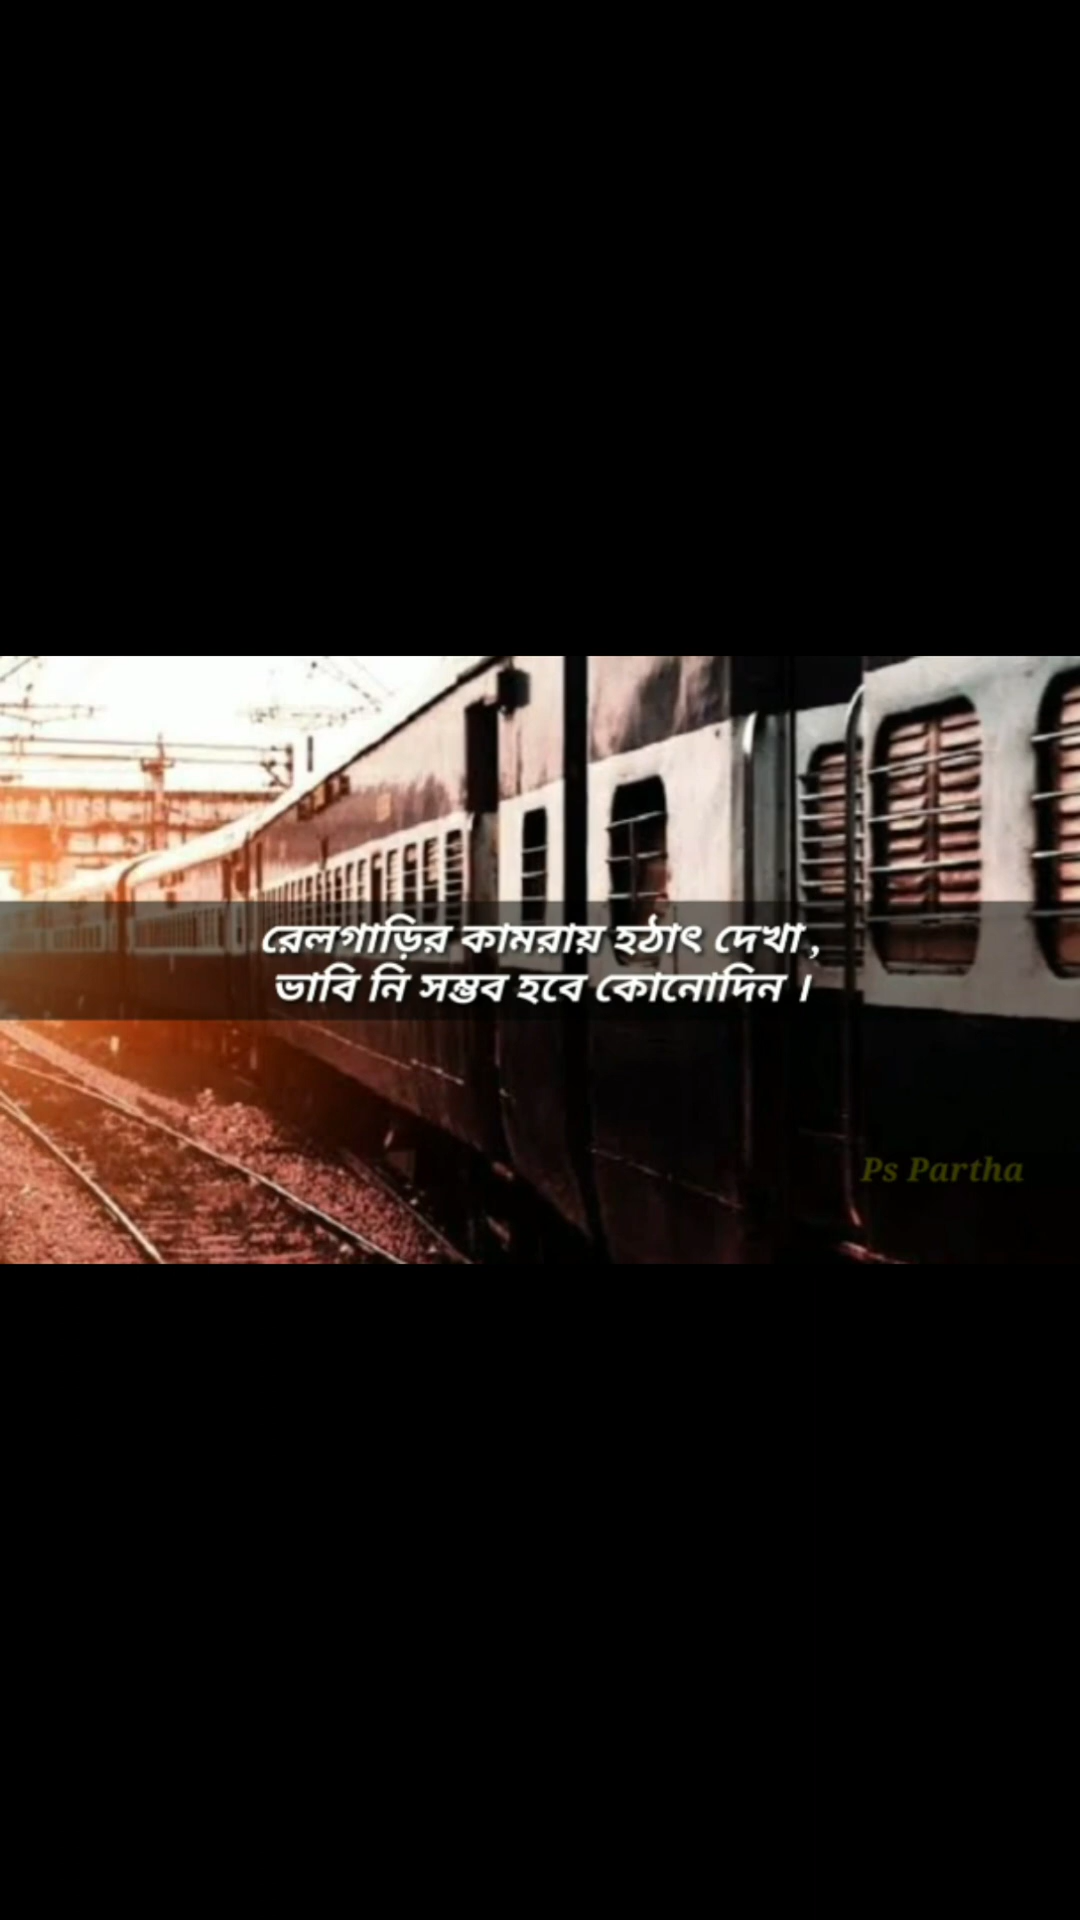 রেলগাড়ির কামরায় হঠাৎ দেখা,
ভাবি নি সম্ভব হবে কোনোদিন ।
Ps Partha